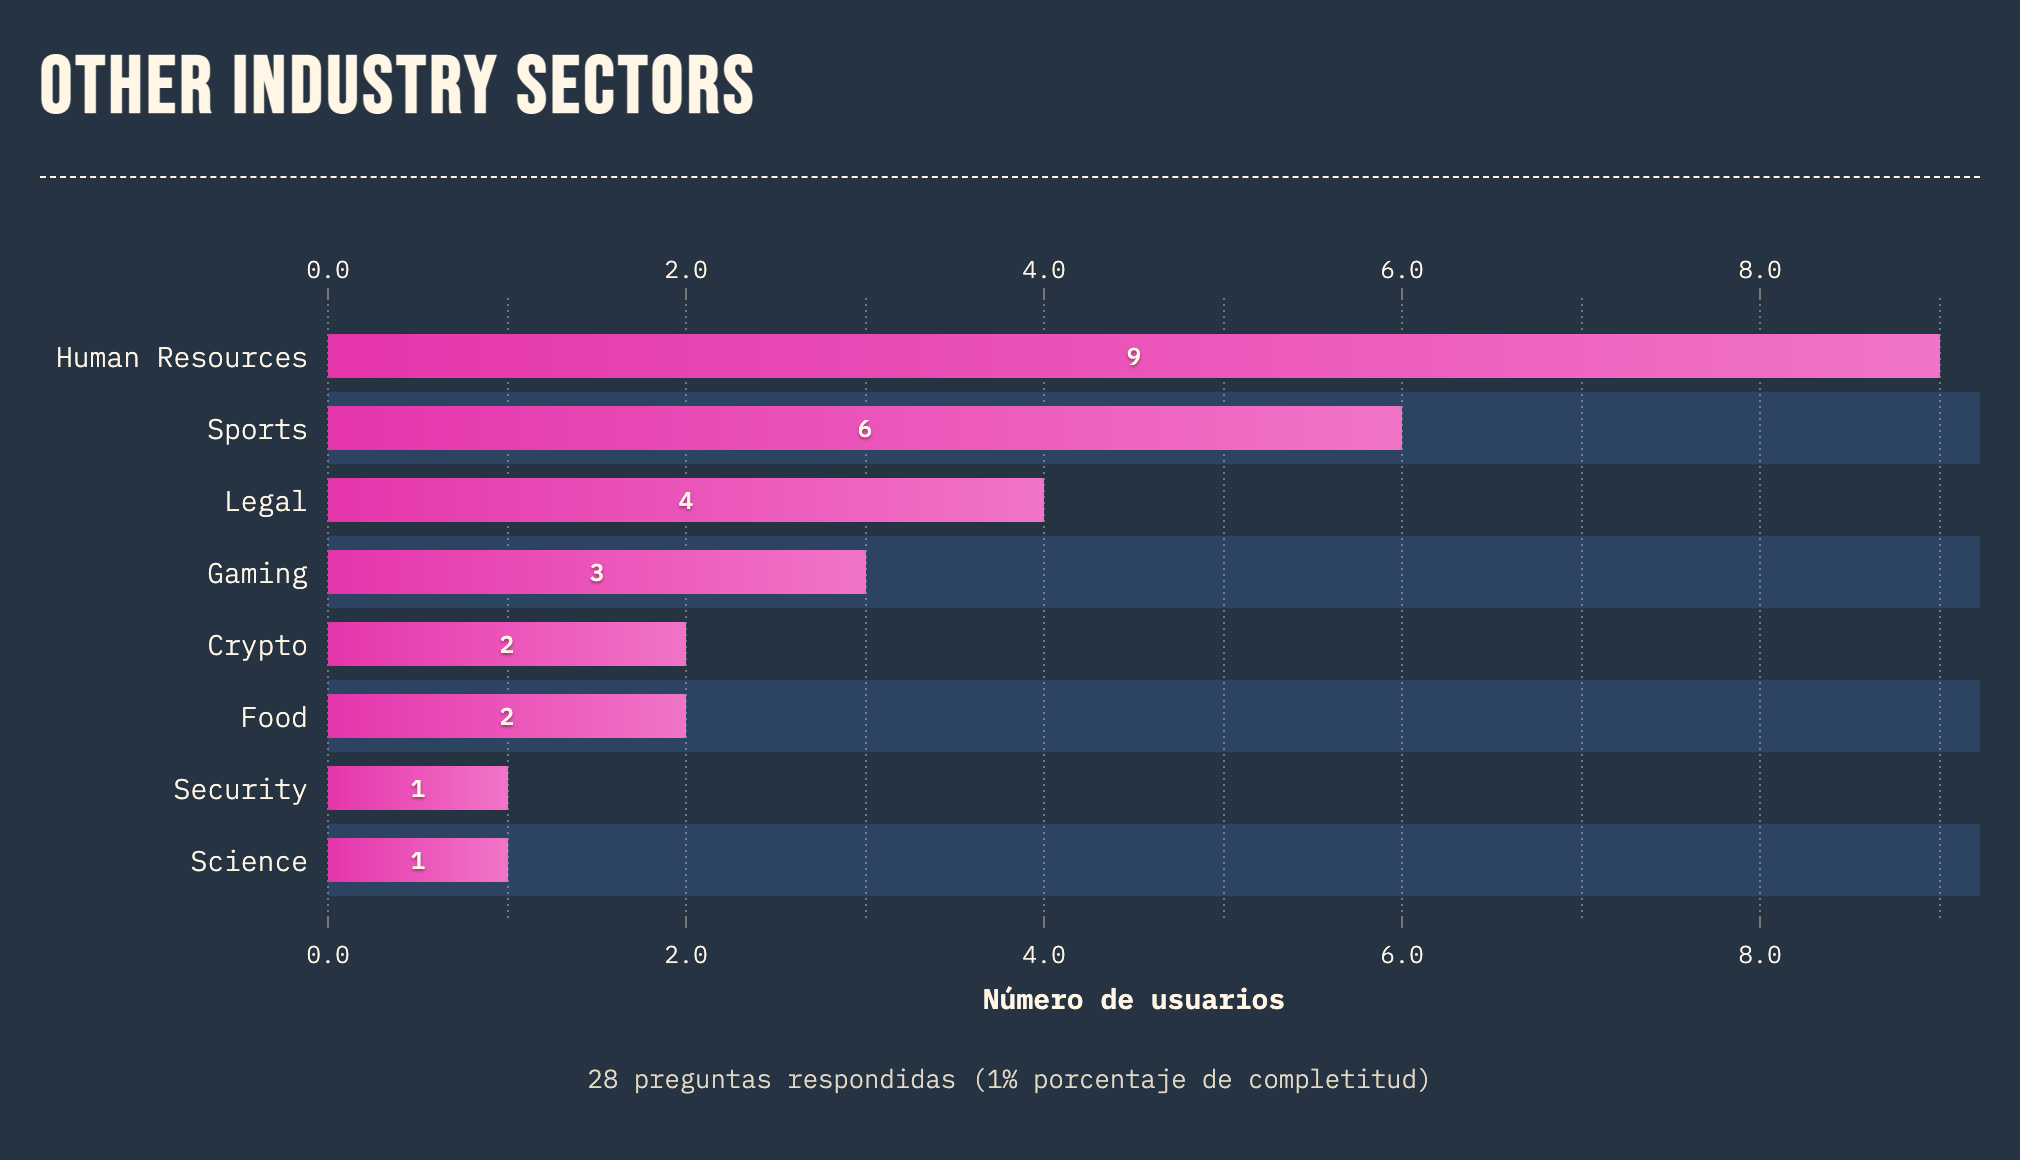 OTHER INDUSTRY SECTORS
0.0 2.0 4.0 6.0 8.0
Human Resources 9
Sports 6
Legal 4
Gaming 3
Crypto 2
Food 2
Security 1
Science 1
0.0 2.0 4.0 6.0 8.0
Número de usuarios
28 preguntas respondidas (1% porcentaje de completitud)